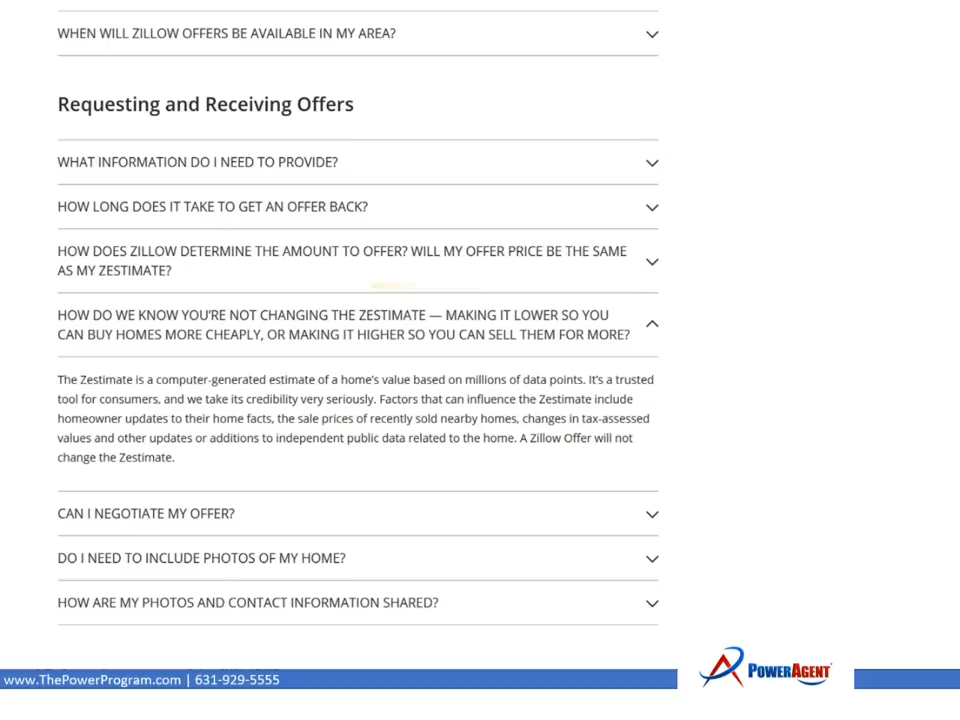 WHEN WILL ZILLOW OFFERS BE AVAILABLE IN MY AREA?
Requesting and Receiving Offers
WHAT INFORMATION DO I NEED TO PROVIDE?
HOW LONG DOES IT TAKE TO GET AN OFFER BACK?
HOW DOES ZILLOW DETERMINE THE AMOUNT TO OFFER? WILL MY OFFER PRICE BE THE SAME
AS MY ZESTIMATE?
HOW DO WE KNOW YOU’RE NOT CHANGING THE ZESTIMATE — MAKING IT LOWER SO YOU
CAN BUY HOMES MORE CHEAPLY, OR MAKING IT HIGHER SO YOU CAN SELL THEM FOR MORE?
The Zestimate is a computer-generated estimate of a home’s value based on millions of data points. It’s a trusted
tool for consumers, and we take its credibility very seriously. Factors that can influence the Zestimate include
homeowner updates to their home facts, the sale prices of recently sold nearby homes, changes in tax-assessed
values and other updates or additions to independent public data related to the home. A Zillow Offer will not
change the Zestimate.
CAN I NEGOTIATE MY OFFER?
DO I NEED TO INCLUDE PHOTOS OF MY HOME?
HOW ARE MY PHOTOS AND CONTACT INFORMATION SHARED?
www.ThePowerProgram.com | 631-929-5555
POWERAGENT